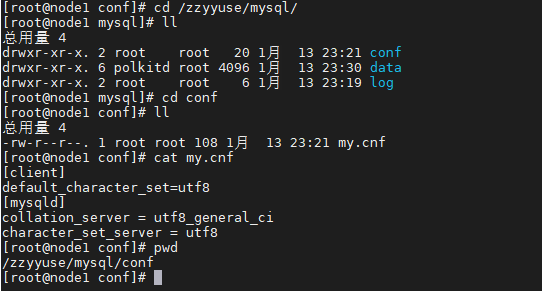 [root@node1 conf]# cd /zzyyuse/mysql/
[root@node1 mysql]# ll
总用量 4
drwxr-xr-x. 2 root    root   20 1月  13 23:21 conf
drwxr-xr-x. 6 polkitd root 4096 1月  13 23:30 data
drwxr-xr-x. 2 root    root    6 1月  13 23:19 log
[root@node1 mysql]# cd conf
[root@node1 conf]# ll
总用量 4
-rw-r--r--. 1 root root 108 1月  13 23:21 my.cnf
[root@node1 conf]# cat my.cnf
[client]
default_character_set=utf8
[mysqld]
collation_server = utf8_general_ci
character_set_server = utf8
[root@node1 conf]# pwd
/zzyyuse/mysql/conf
[root@node1 conf]#